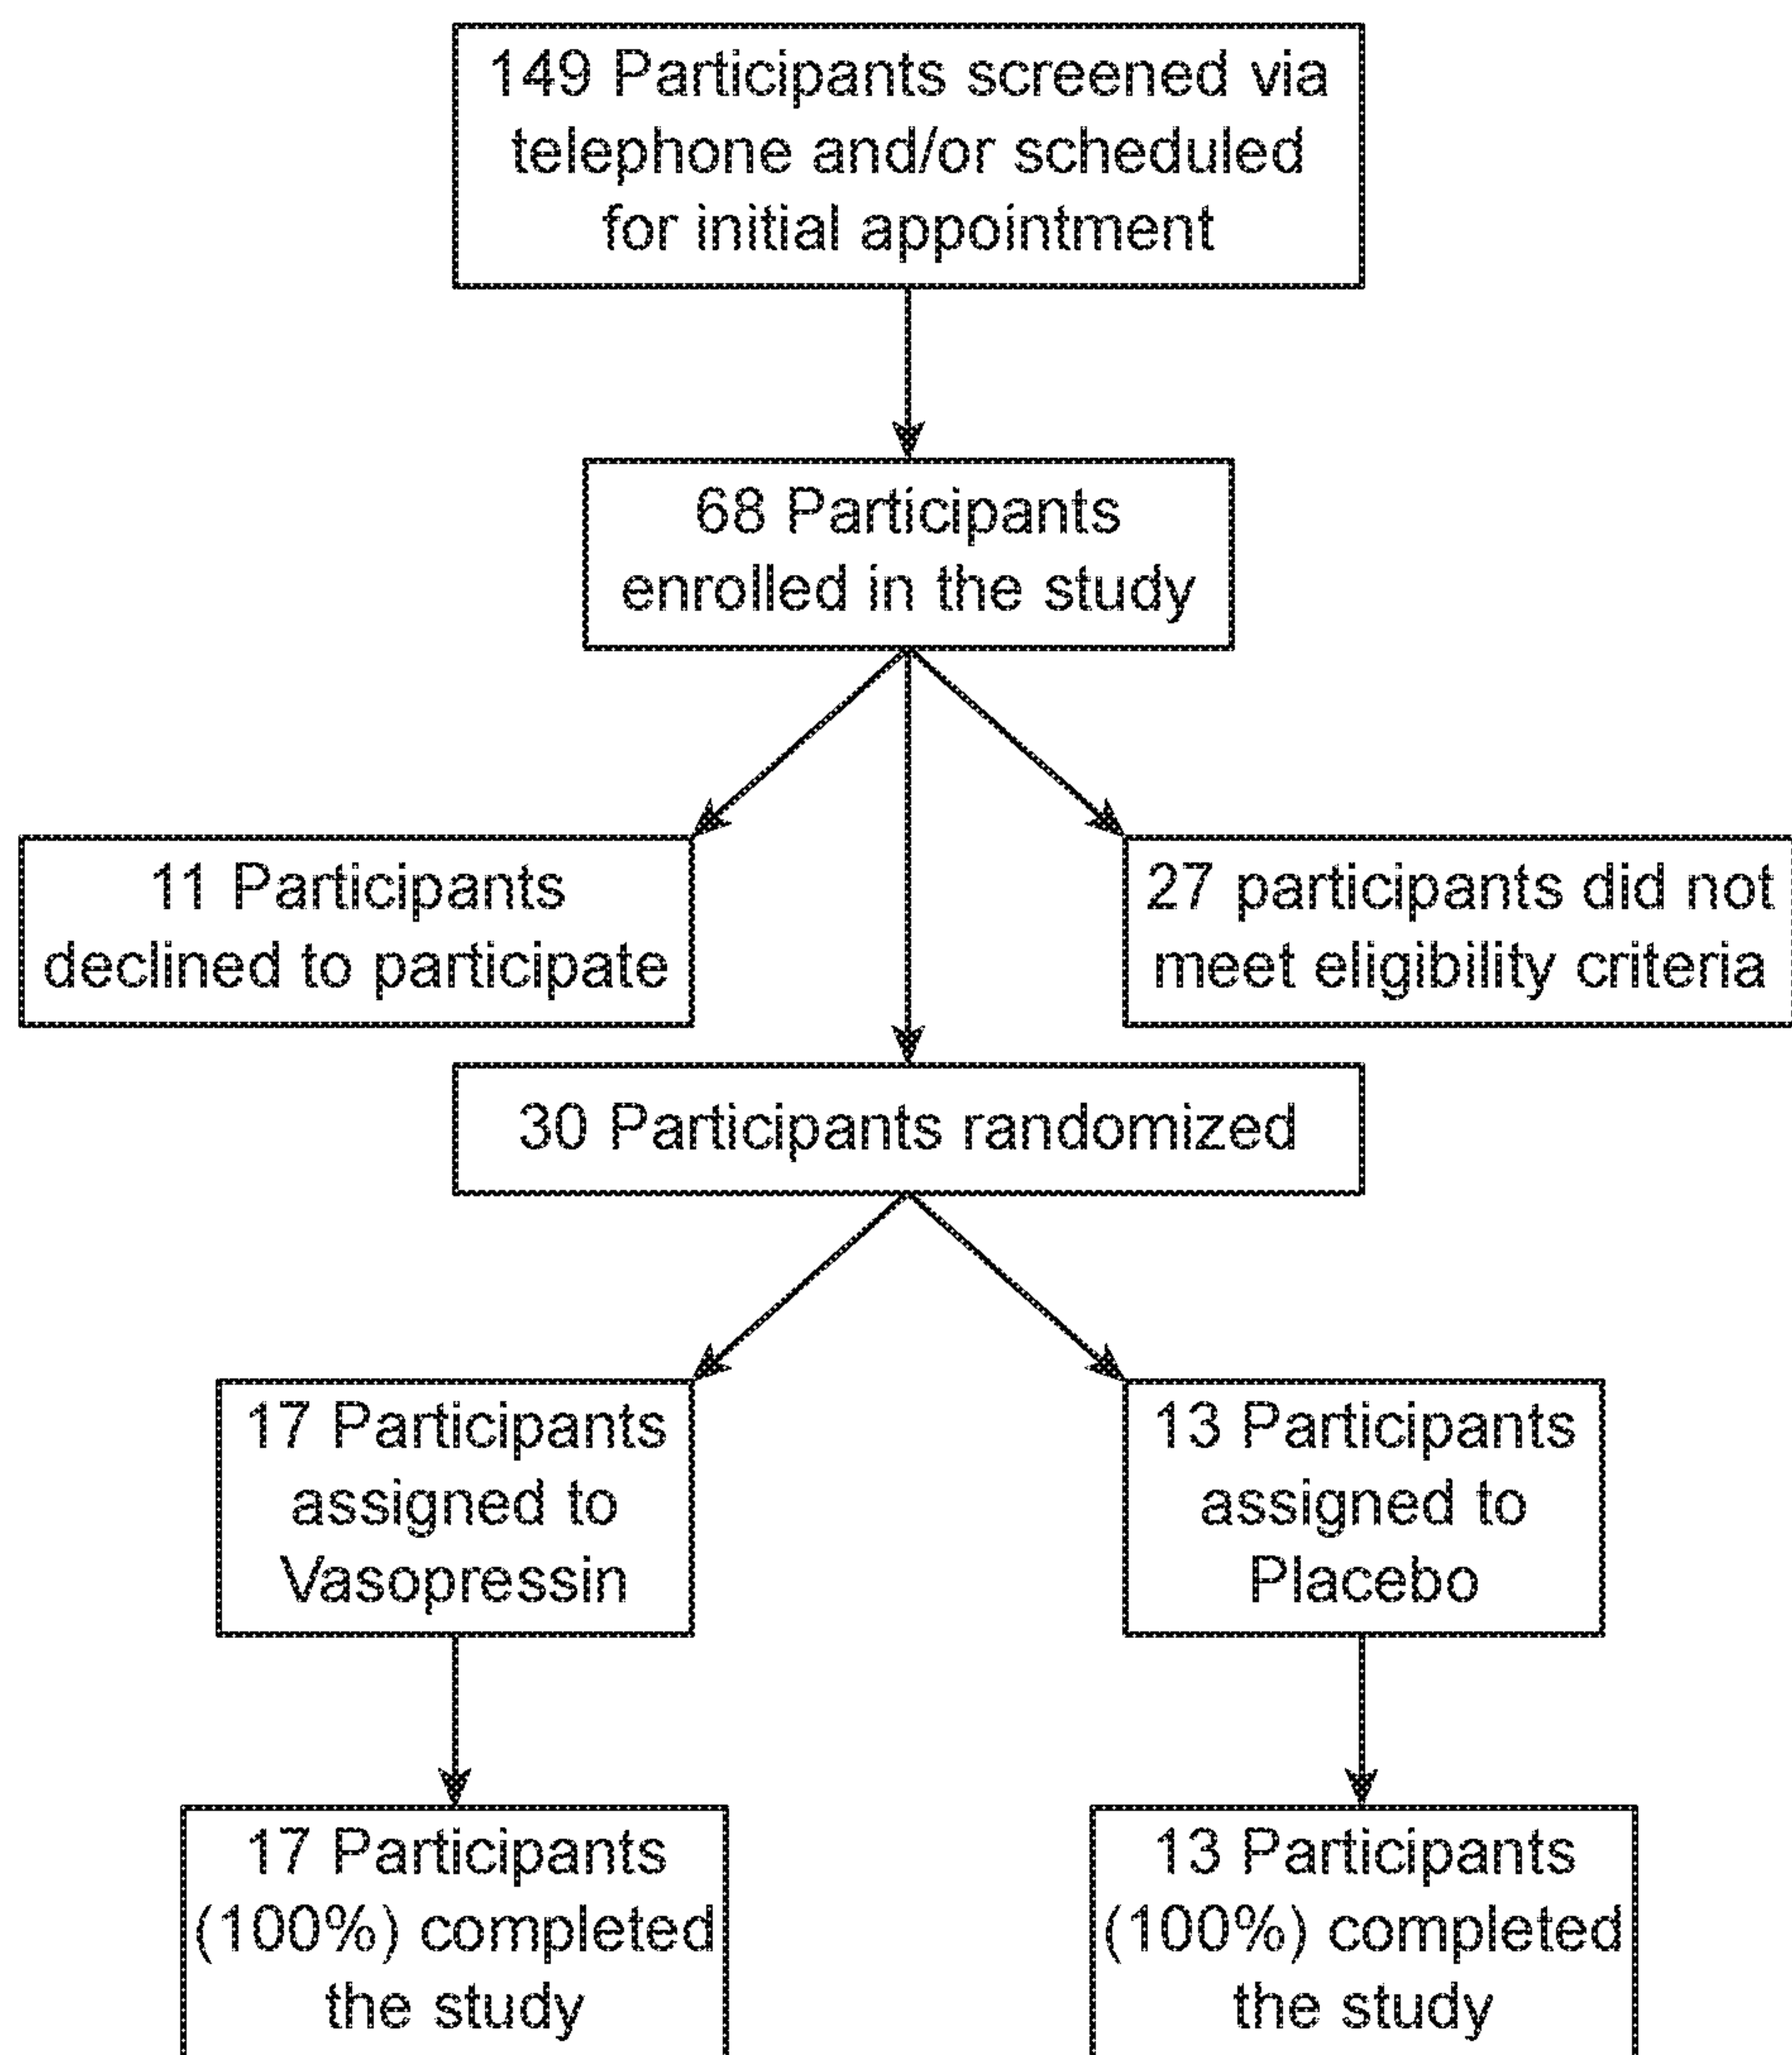 149 Participants screened via
telephone and/or scheduled
for initial appointment
68 Participants
enrolled in the study
11 Participants
declined to participate
27 participants did not
meet eligibility criteria
30 Participants randomized
17 Participants
assigned to
Vasopressin
13 Participants
assigned to
Placebo
17 Participants
(100%) completed
the study
13 Participants
(100%) completed
the study